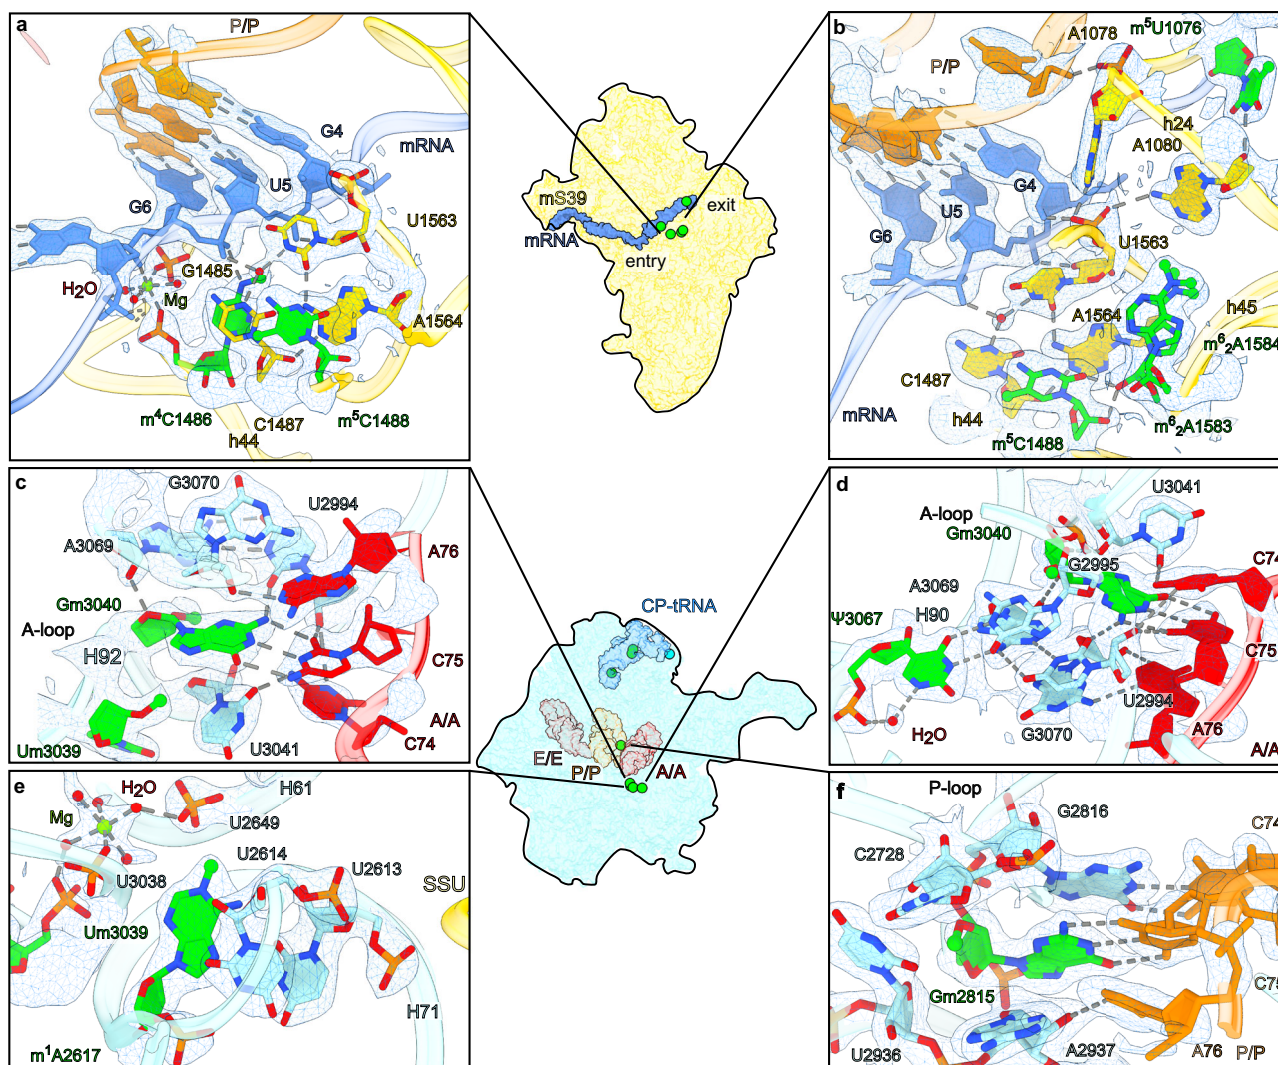 a
P/P
G4
mRNA
U5
G6
U1563
G1485
H2O
Mg
A1564
m⁴C1486
C1487
m⁵C1488
h44
mS39
exit
mRNA
entry
b
A1078
m⁵U1076
P/P
h24
A1080
G4
U5
G6
U1563
A1564
h45
m⁶₂A1584
C1487
mRNA
h44
m⁶₂A1583
m⁵C1488
c
G3070
U2994
A3069
A76
Gm3040
A-loop
H92
C75
A/A
Um3039
U3041
C74
CP-tRNA
E/E
P/P
A/A
d
U3041
A-loop
Gm3040
G2995
C74
A3069
Ψ3067
H90
C75
U2994
H2O
G3070
A76
A/A
e
H2O
H61
Mg
U2649
U2614
U2613
U3038
SSU
Um3039
H71
m¹A2617
f
P-loop
G2816
C74
C2728
Gm2815
C75
U2936
A2937
A76
P/P